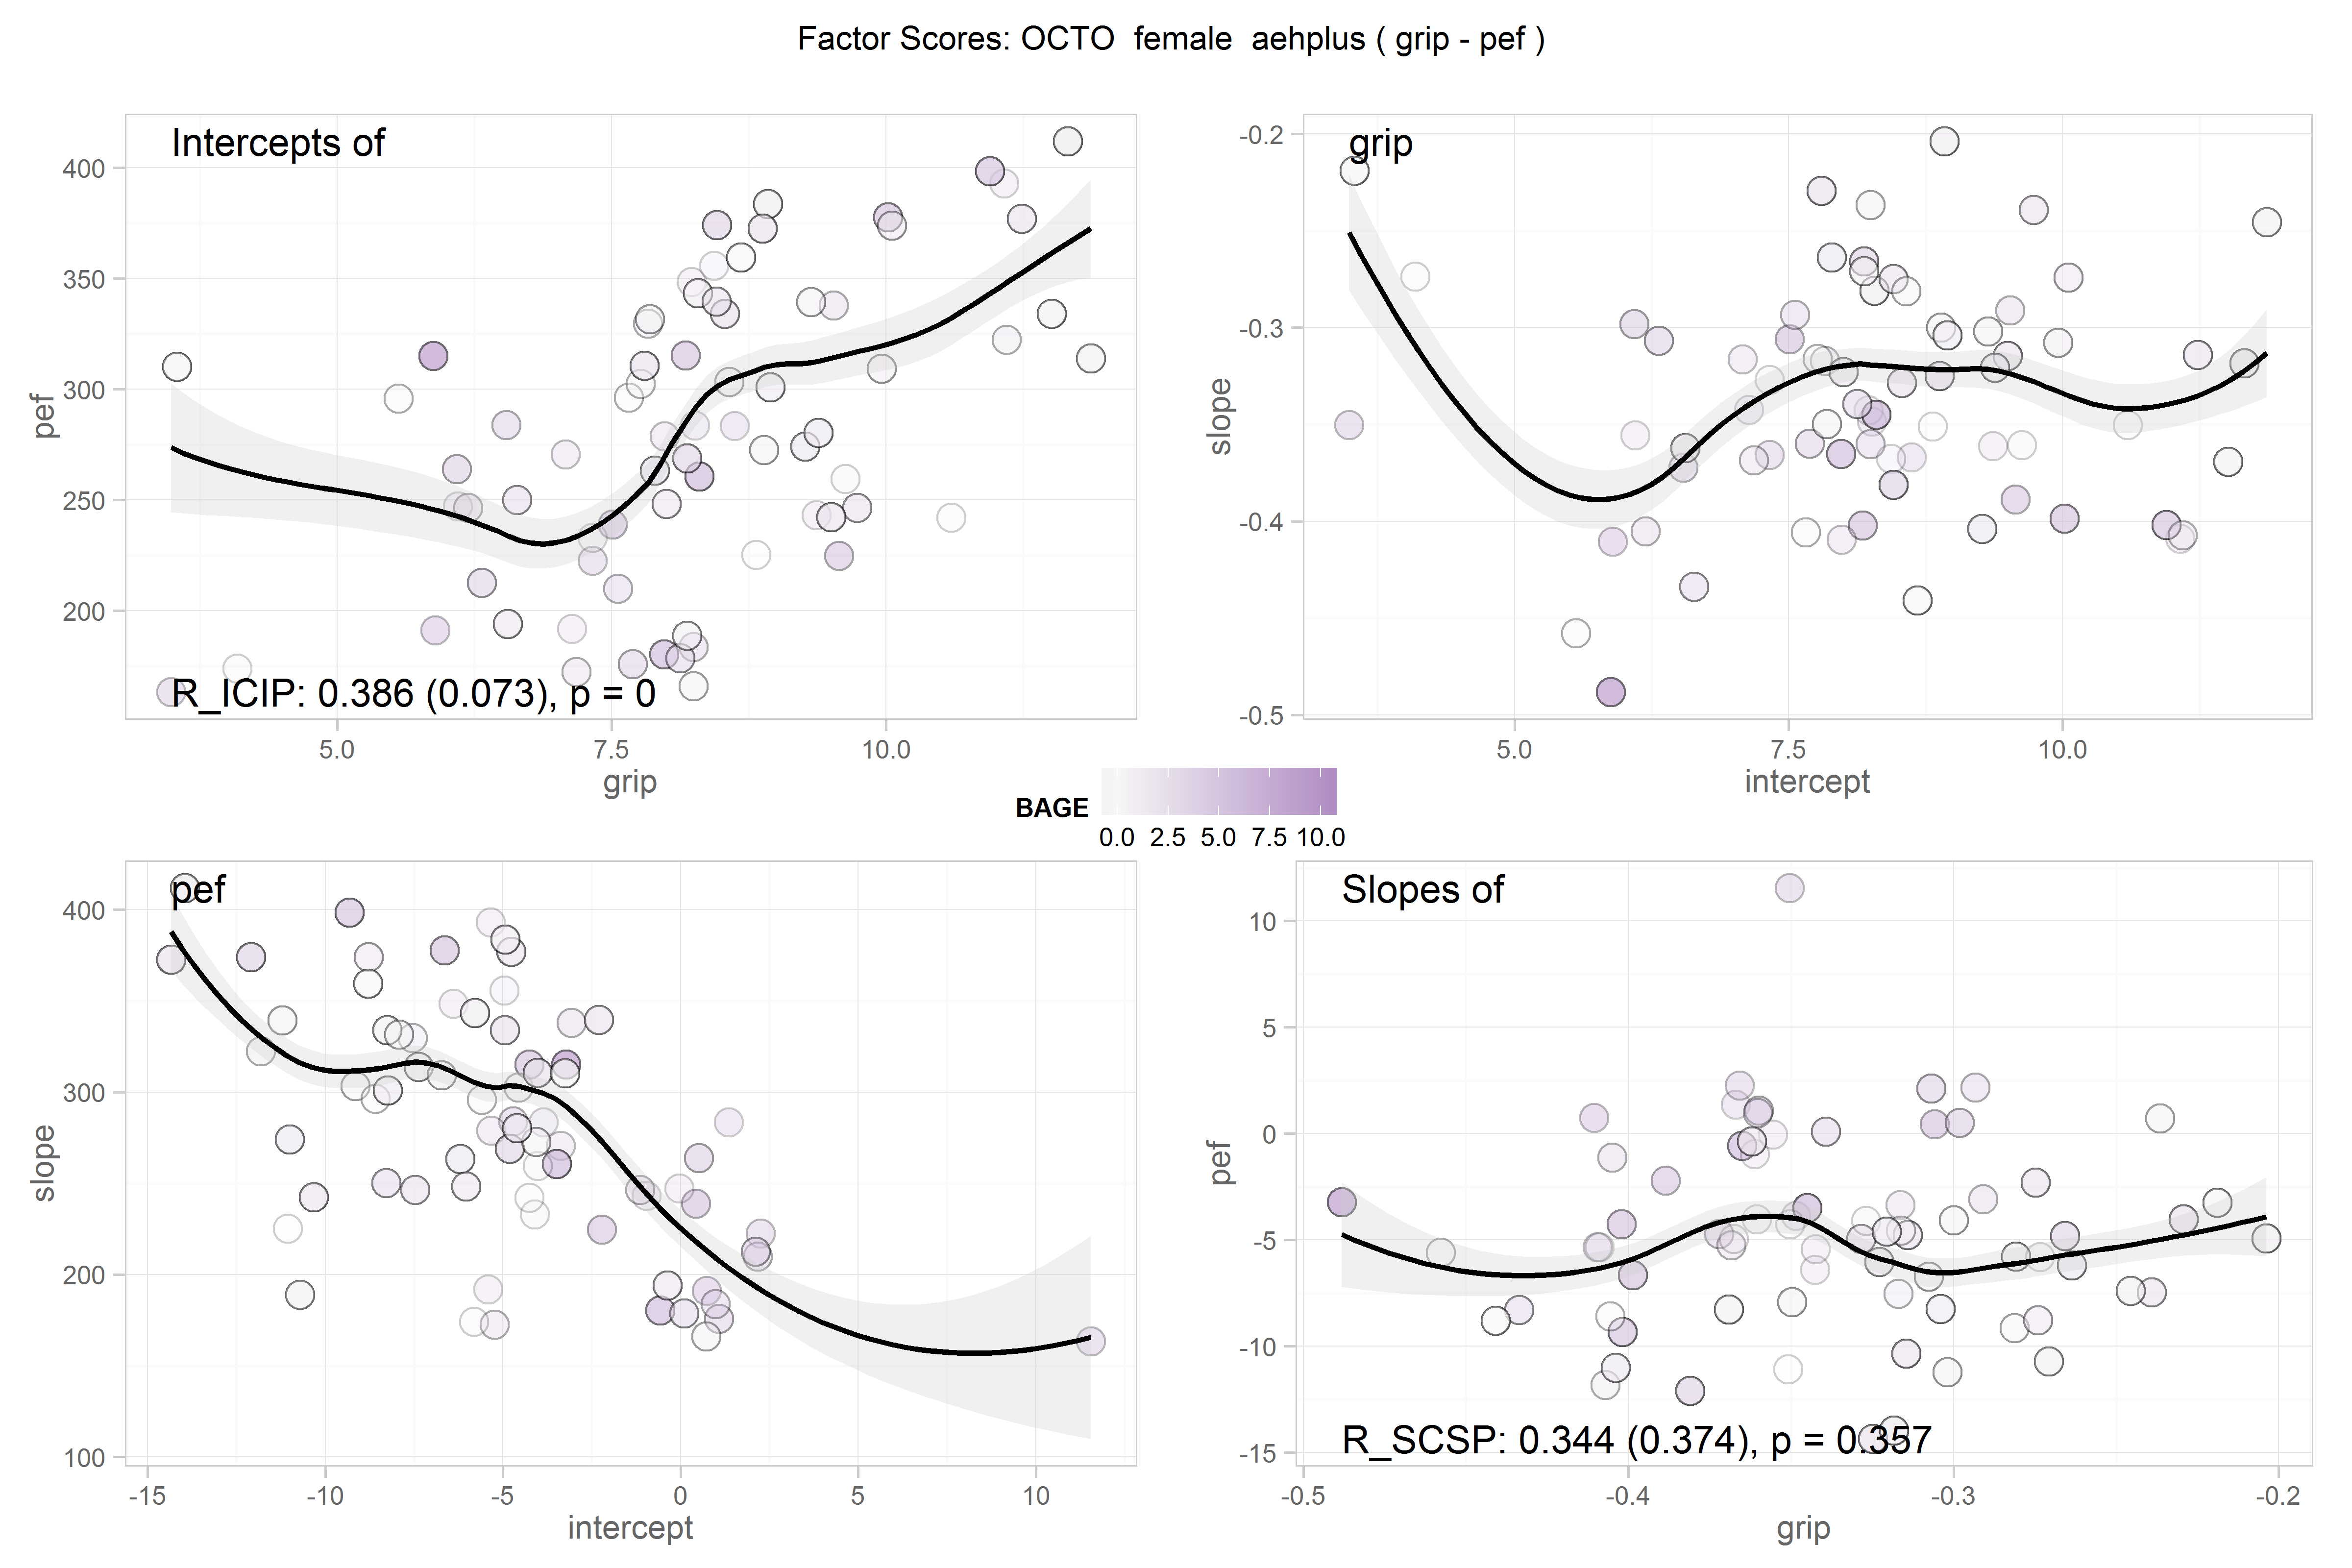 Factor Scores: OCTO female aehplus ( grip - pef )
Intercepts of
400
350
300
250
200
pef
R_ICIP: 0.386 (0.073), p = 0
5.0 7.5 10.0
grip
grip
-0.2
-0.3
-0.4
-0.5
slope
5.0 7.5 10.0
intercept
BAGE
0.0 2.5 5.0 7.5 10.0
pef
400
300
200
100
slope
-15 -10 -5 0 5 10
intercept
Slopes of
10
5
0
-5
-10
-15
pef
R_SCSP: 0.344 (0.374), p = 0.357
-0.5 -0.4 -0.3 -0.2
grip